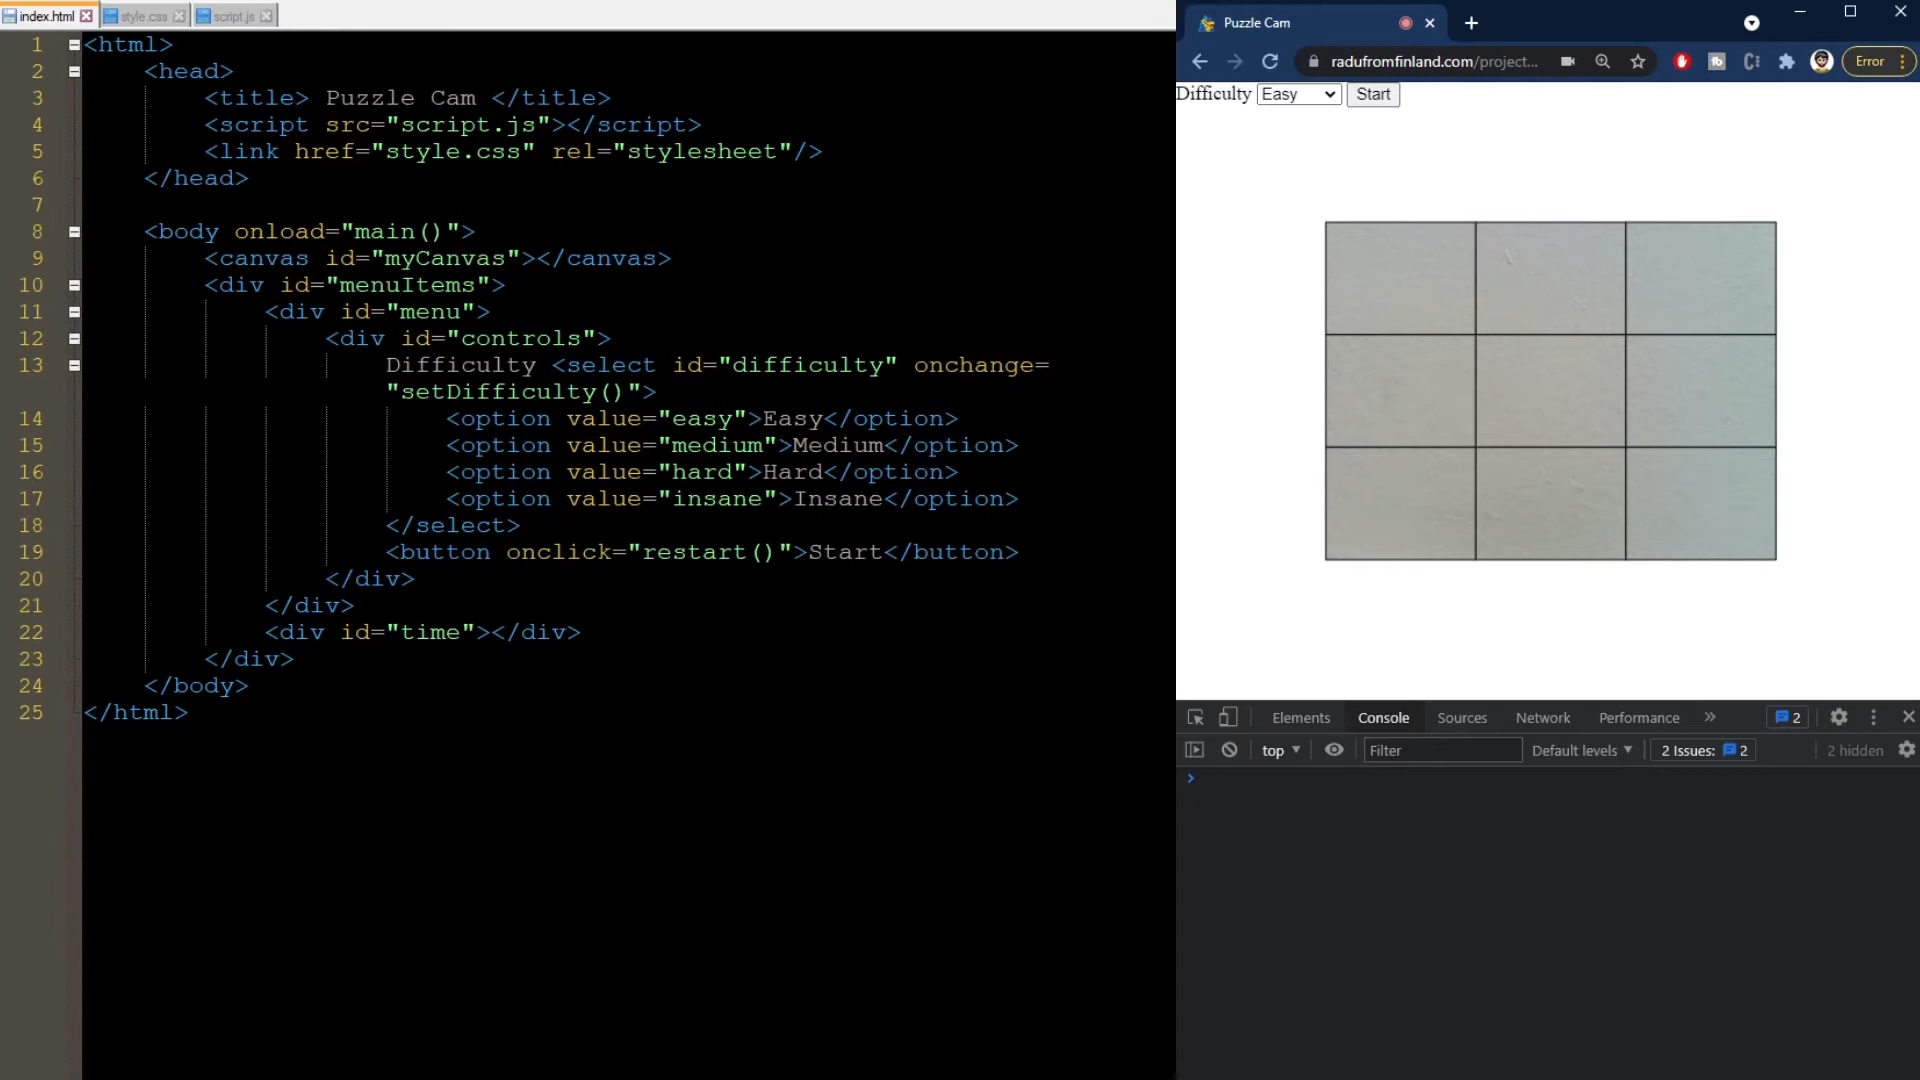 index.html
style.css
script.js
1 <html>
2 <head>
3 <title> Puzzle Cam </title>
4 <script src="script.js"></script>
5 <link href="style.css" rel="stylesheet"/>
6 </head>
7
8 <body onload="main()">
9 <canvas id="myCanvas"></canvas>
10 <div id="menuItems">
11 <div id="menu">
12 <div id="controls">
13 Difficulty <select id="difficulty" onchange=
"setDifficulty()">
14 <option value="easy">Easy</option>
15 <option value="medium">Medium</option>
16 <option value="hard">Hard</option>
17 <option value="insane">Insane</option>
18 </select>
19 <button onclick="restart()">Start</button>
20 </div>
21 </div>
22 <div id="time"></div>
23 </div>
24 </body>
25 </html>
Puzzle Cam
radufromfinland.com/project...
Error
Difficulty Easy Start
Elements Console Sources Network Performance » 2
top Filter Default levels 2 Issues: 2 2 hidden